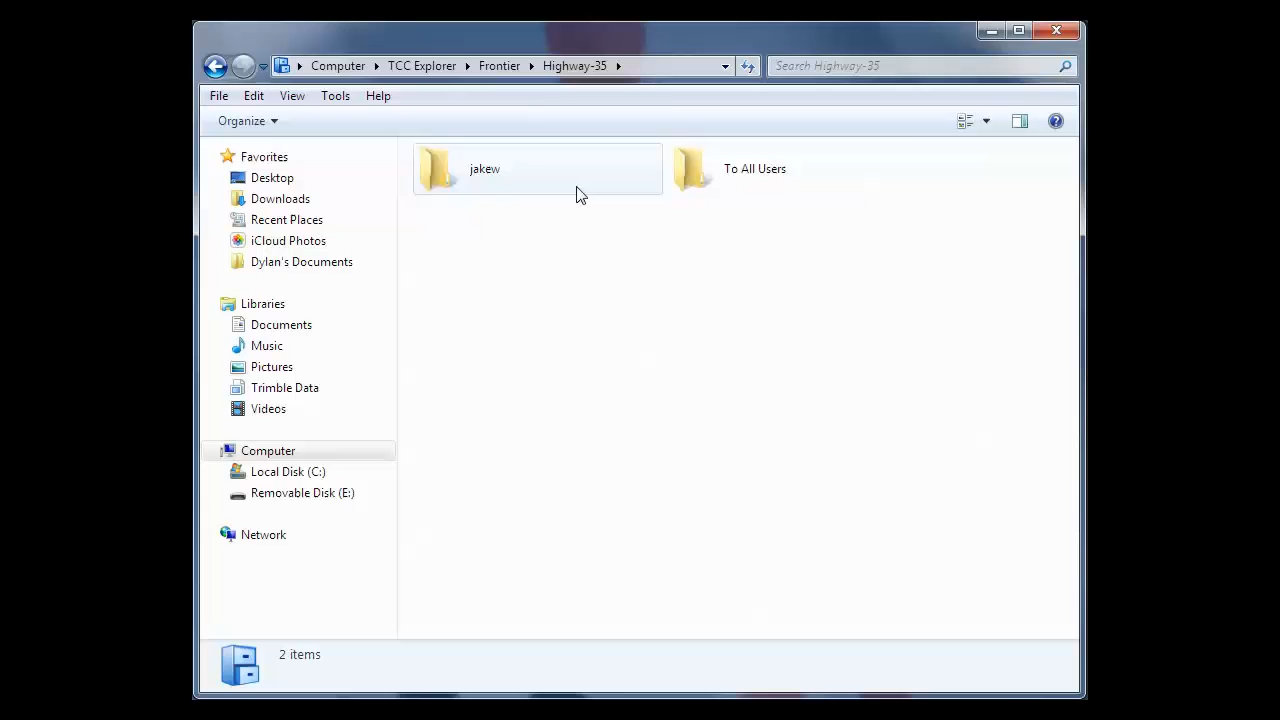 Computer TCC Explorer Frontier Highway-35
Search Highway-35
File Edit View Tools Help
Organize
Favorites
Desktop
Downloads
Recent Places
iCloud Photos
Dylan's Documents
Libraries
Documents
Music
Pictures
Trimble Data
Videos
Computer
Local Disk (C:)
Removable Disk (E:)
Network
jakew
To All Users
2 items